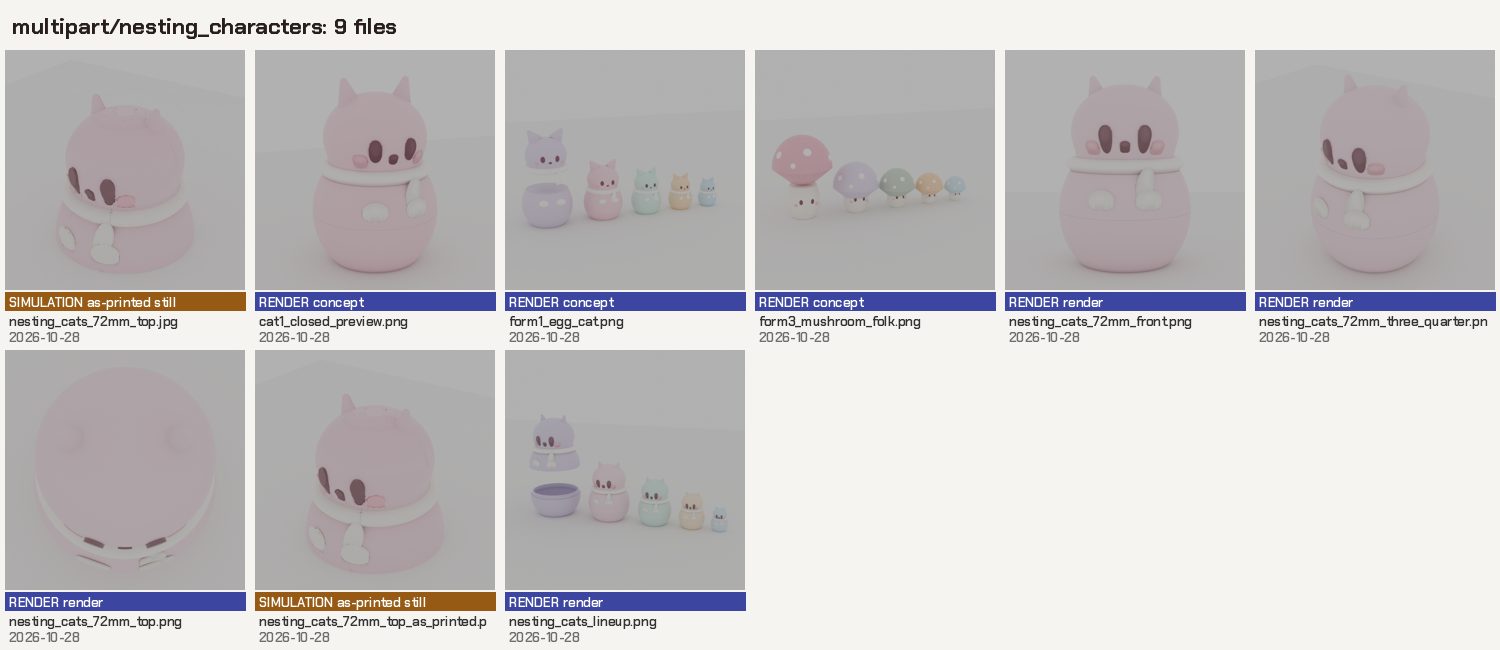 multipart/nesting_characters: 9 files
SIMULATION as-printed still
nesting_cats_72mm_top.jpg
2026-10-28
RENDER concept
cat1_closed_preview.png
2026-10-28
RENDER concept
form1_egg_cat.png
2026-10-28
RENDER concept
form3_mushroom_folk.png
2026-10-28
RENDER render
nesting_cats_72mm_front.png
2026-10-28
RENDER render
nesting_cats_72mm_three_quarter.pn
2026-10-28
RENDER render
nesting_cats_72mm_top.png
2026-10-28
SIMULATION as-printed still
nesting_cats_72mm_top_as_printed.p
2026-10-28
RENDER render
nesting_cats_lineup.png
2026-10-28